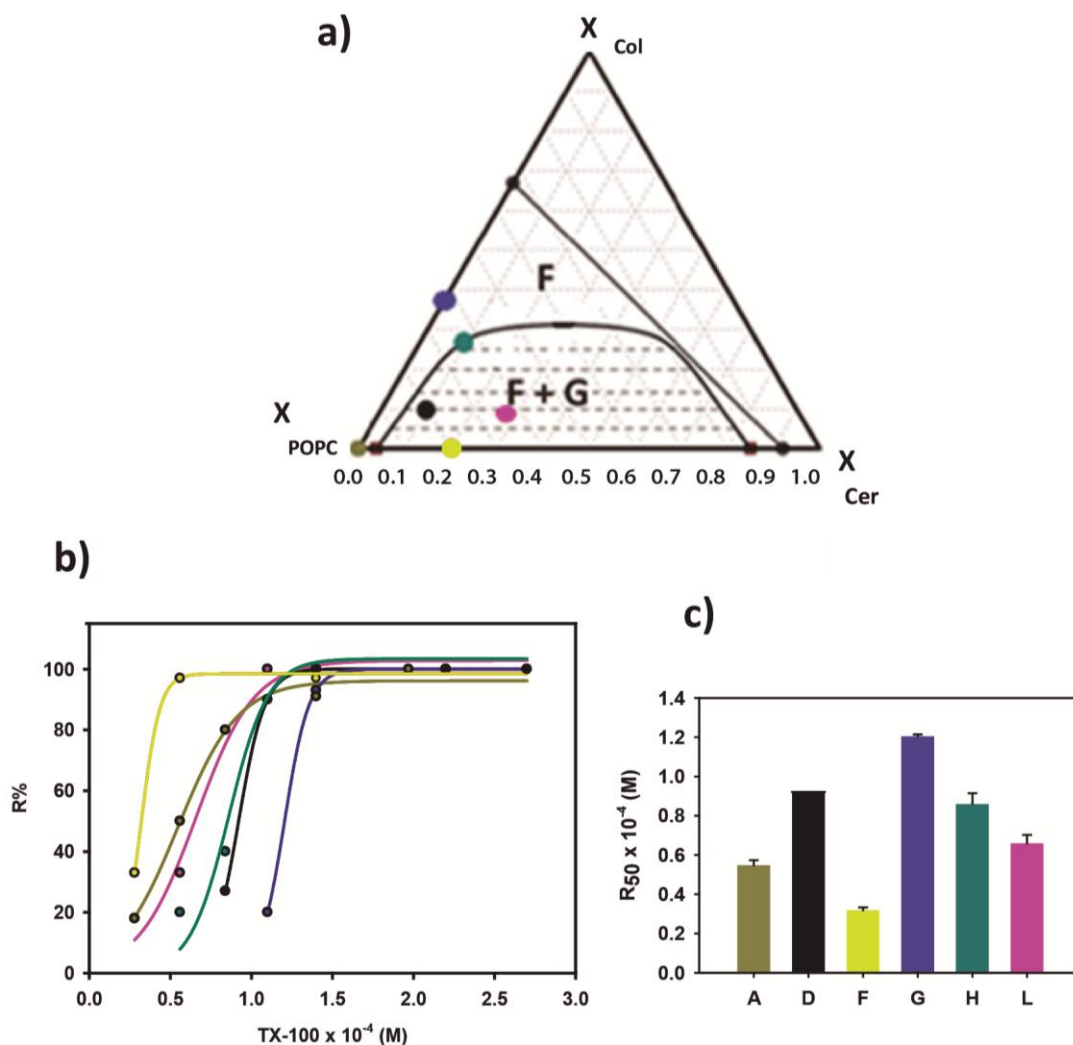 a)
X Col
F
F + G
X POPC
0.0 0.1 0.2 0.3 0.4 0.5 0.6 0.7 0.8 0.9 1.0
X Cer
b)
R%
100
80
60
40
20
0
0.0 0.5 1.0 1.5 2.0 2.5 3.0
TX-100 x 10⁻⁴ (M)
c)
R50 x 10⁻⁴ (M)
1.4
1.2
1.0
0.8
0.6
0.4
0.2
0.0
A D F G H L